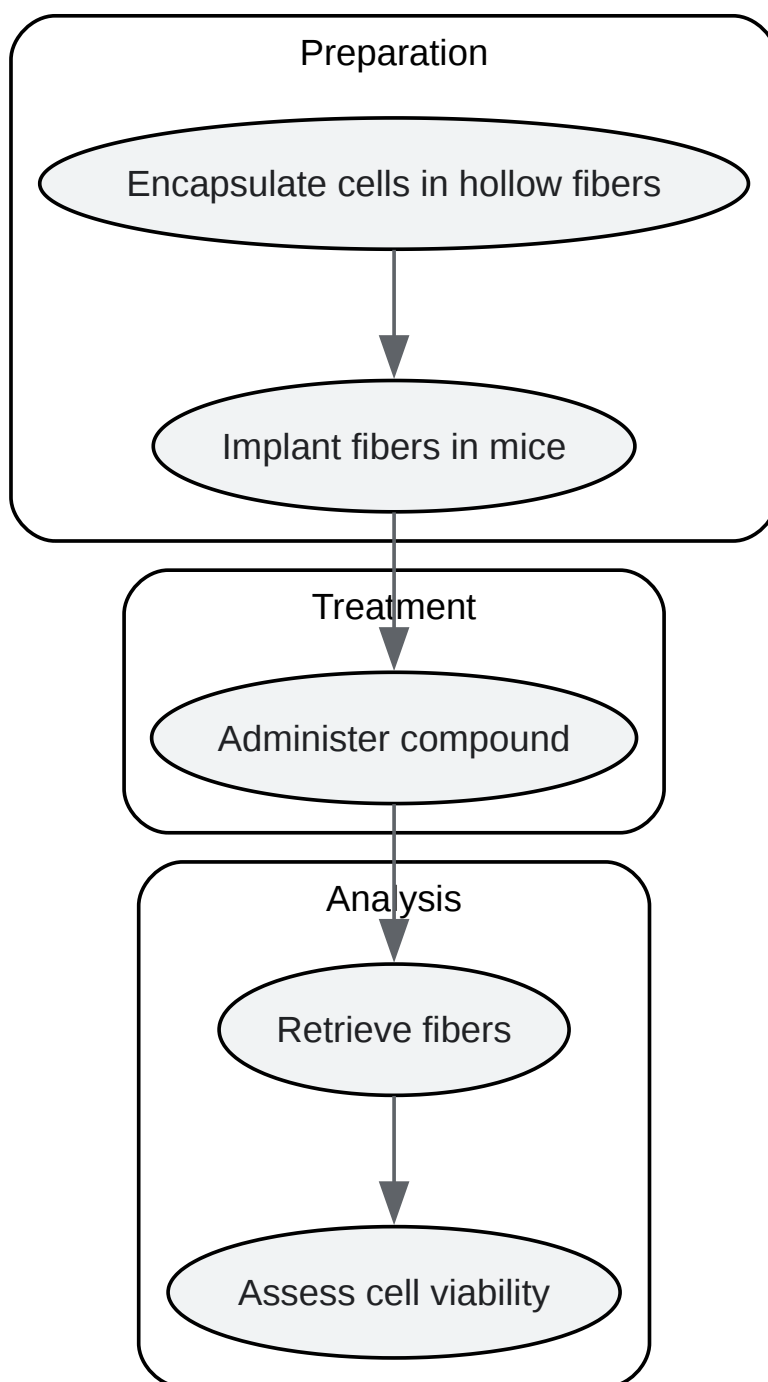 Preparation
Encapsulate cells in hollow fibers
Implant fibers in mice
Treatment
Administer compound
Analysis
Retrieve fibers
Assess cell viability